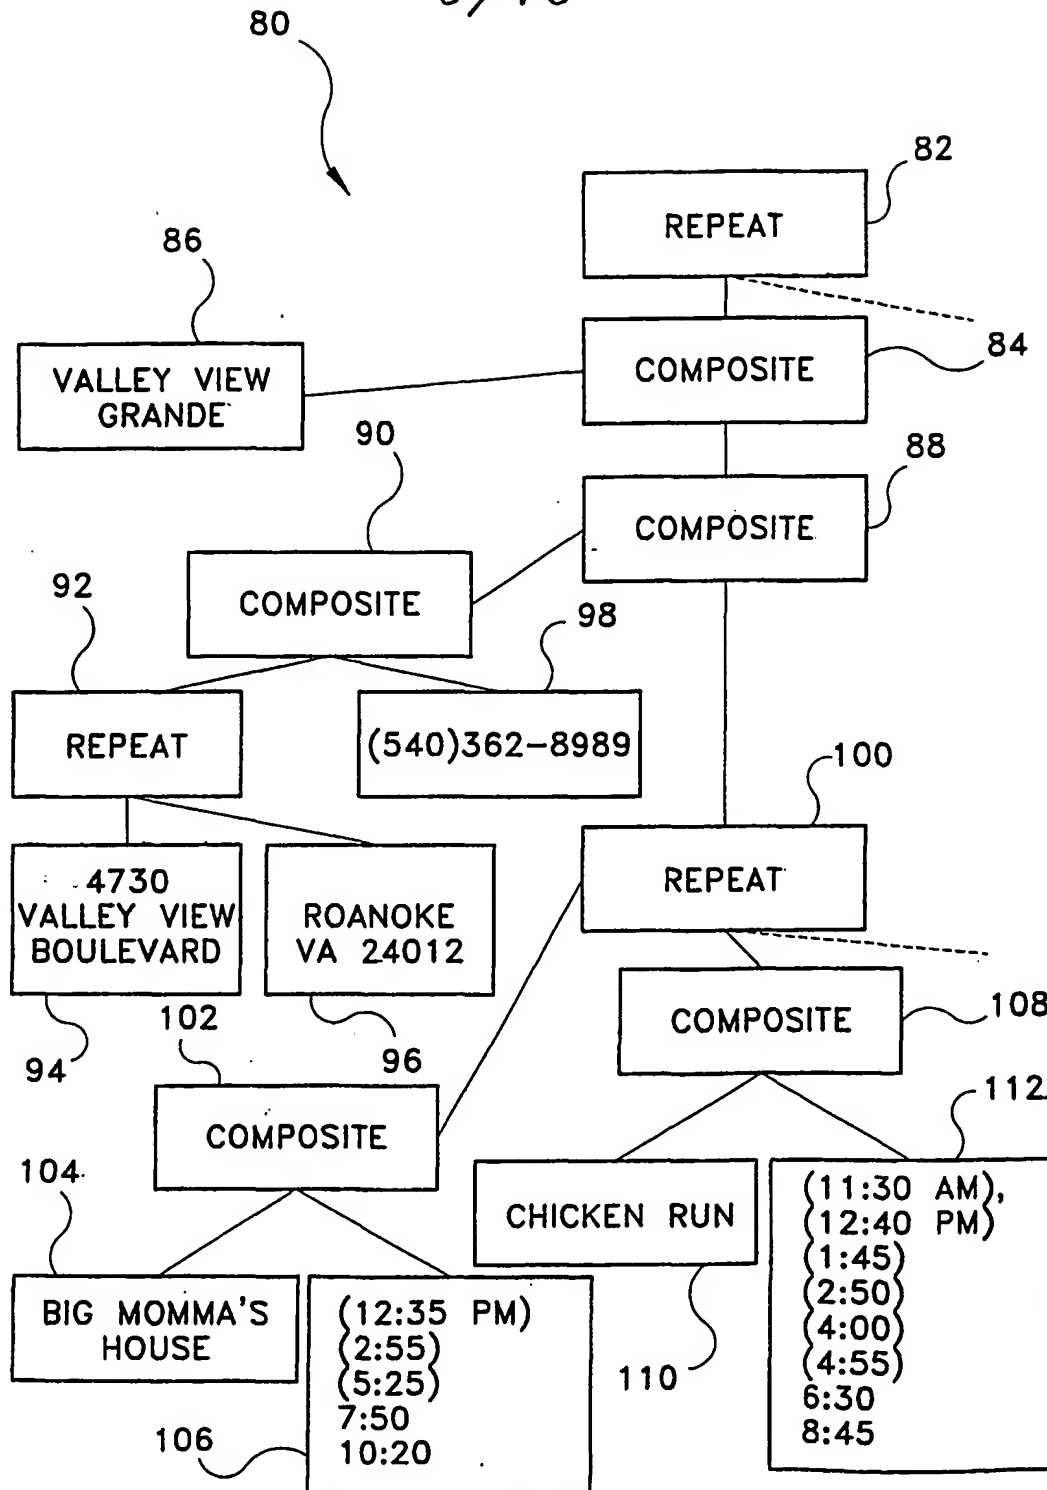 80
82
REPEAT
86
84
VALLEY VIEW
GRANDE
COMPOSITE
90
88
COMPOSITE
92
COMPOSITE
98
REPEAT
(540)362-8989
100
4730
VALLEY VIEW
BOULEVARD
ROANOKE
VA 24012
REPEAT
94
102
96
COMPOSITE
108
112
COMPOSITE
104
CHICKEN RUN
(11:30 AM),
(12:40 PM)
(1:45)
(2:50)
(4:00)
(4:55)
6:30
8:45
110
BIG MOMMA'S
HOUSE
(12:35 PM)
(2:55)
(5:25)
7:50
10:20
106